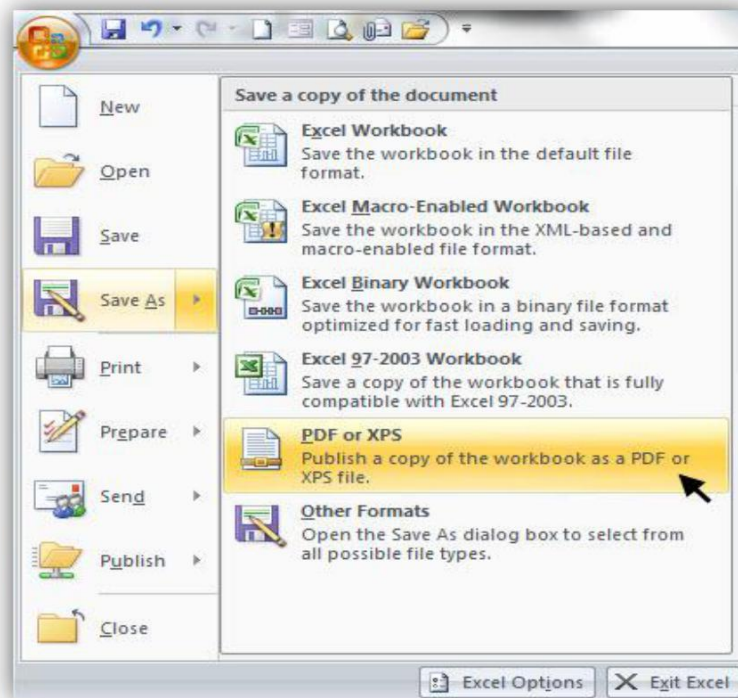 New
Open
Save
Save As
Print
Prepare
Send
Publish
Close
Save a copy of the document
Excel Workbook
Save the workbook in the default file
format.
Excel Macro-Enabled Workbook
Save the workbook in the XML-based and
macro-enabled file format.
Excel Binary Workbook
Save the workbook in a binary file format
optimized for fast loading and saving.
Excel 97-2003 Workbook
Save a copy of the workbook that is fully
compatible with Excel 97-2003.
PDF or XPS
Publish a copy of the workbook as a PDF or
XPS file.
Other Formats
Open the Save As dialog box to select from
all possible file types.
Excel Options
Exit Excel